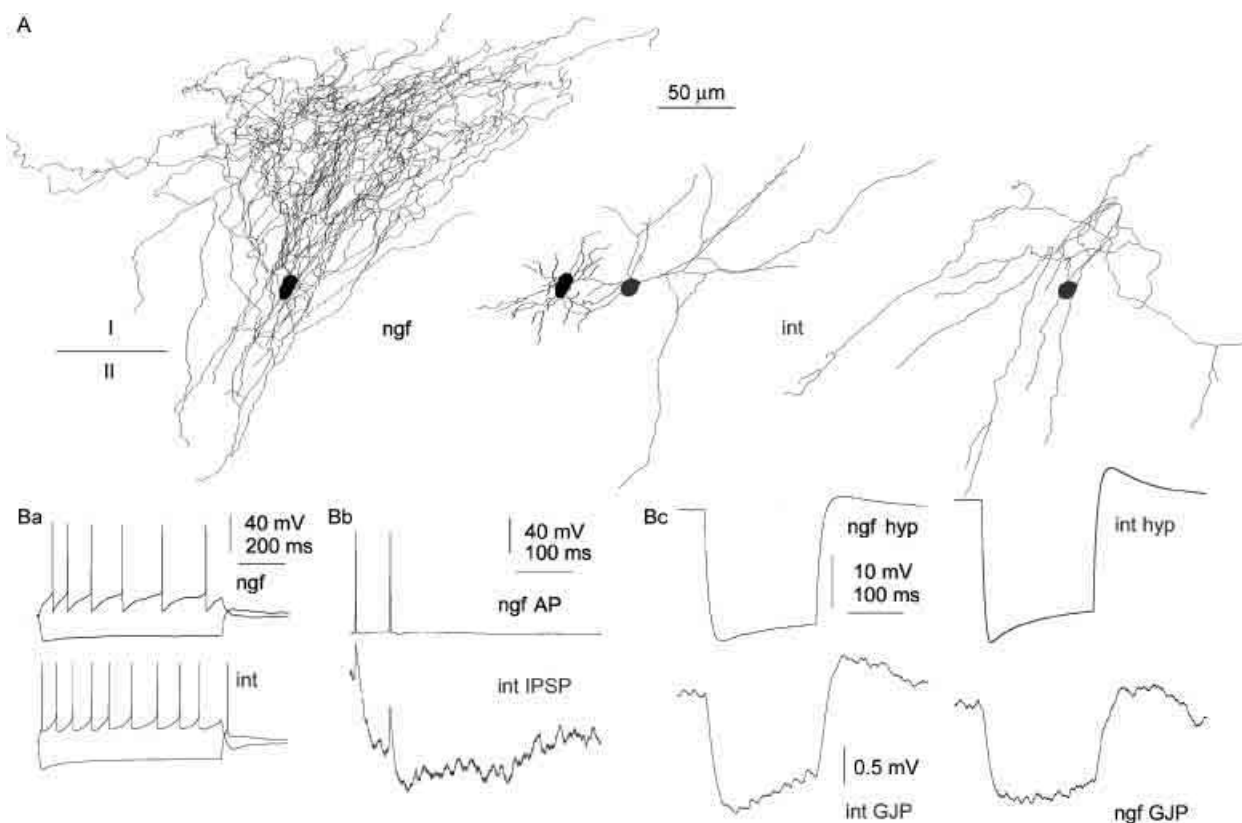 A
50 μm
I
II
ngf
int
Ba
40 mV
200 ms
ngf
int
Bb
40 mV
100 ms
ngf AP
int IPSP
Bc
ngf hyp
10 mV
100 ms
int hyp
0.5 mV
int GJP
ngf GJP